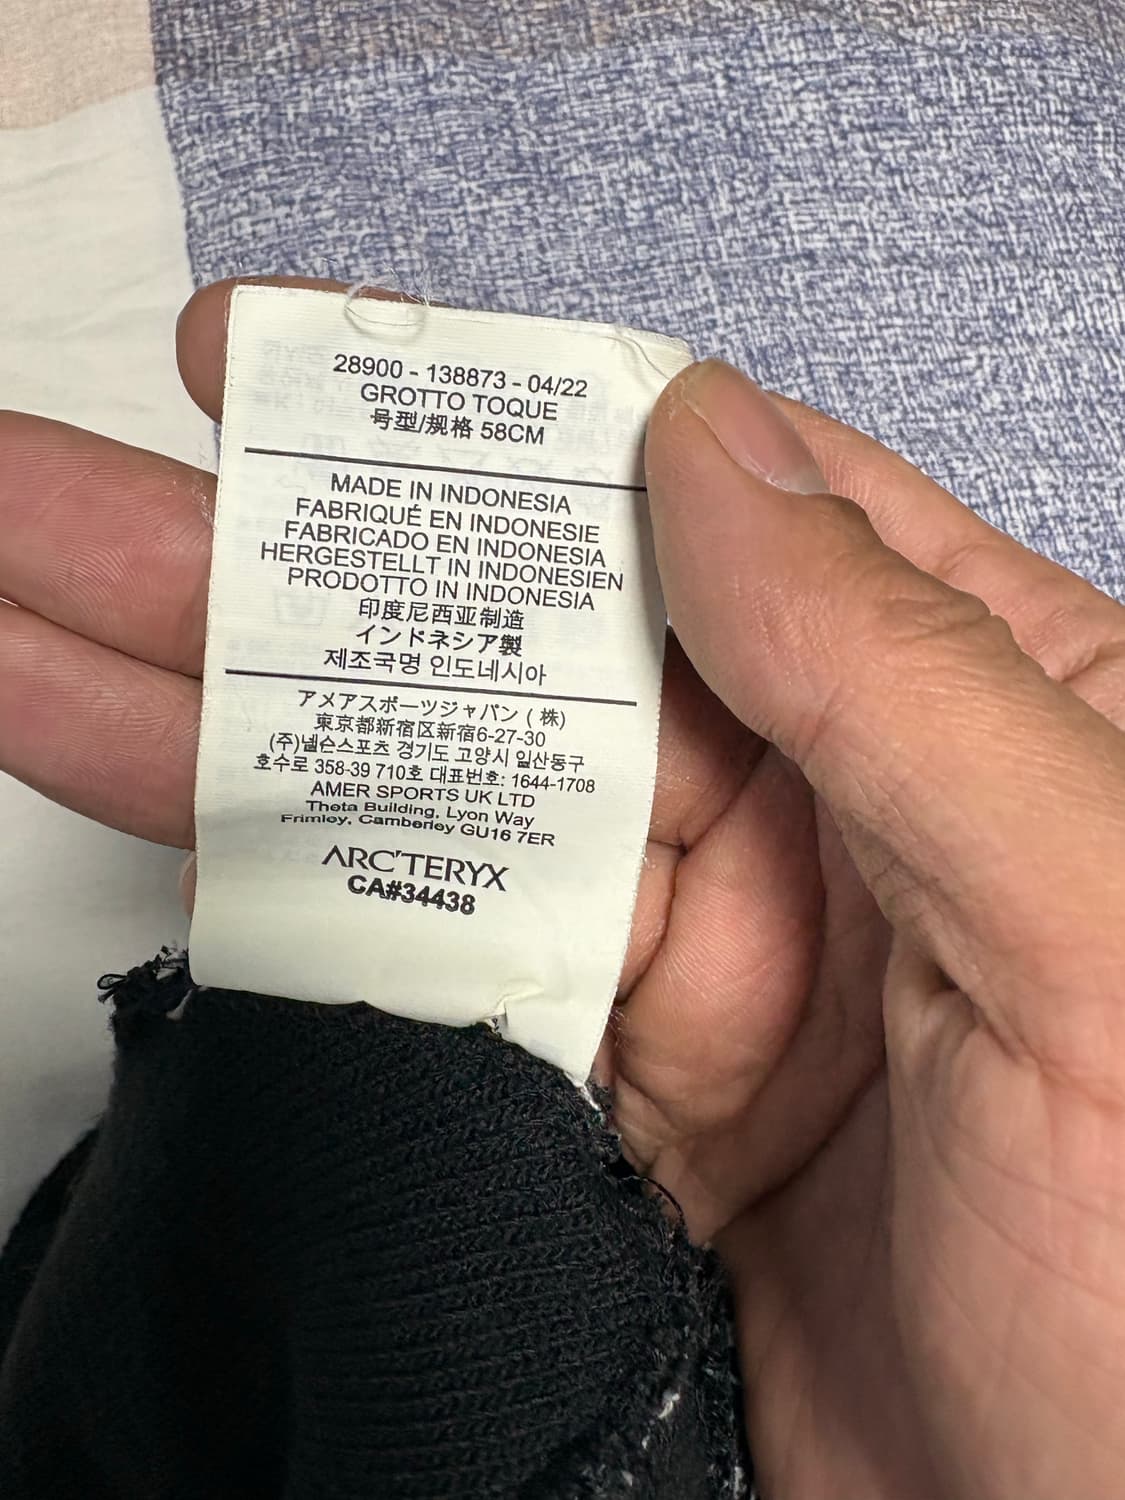 28900 - 138873 - 04/22
GROTTO TOQUE
号型/规格 58CM
MADE IN INDONESIA
FABRIQUÉ EN INDONESIE
FABRICADO EN INDONESIA
HERGESTELLT IN INDONESIEN
PRODOTTO IN INDONESIA
印度尼西亚制造
インドネシア製
제조국명 인도네시아
アメアスポーツジャパン ( 株)
東京都新宿区新宿6-27-30
(주)넬슨스포츠 경기도 고양시 일산동구
호수로 358-39 710호 대표번호: 1644-1708
AMER SPORTS UK LTD
Theta Building, Lyon Way
Frimley, Camberley GU16 7ER
ARC'TERYX
CA#34438